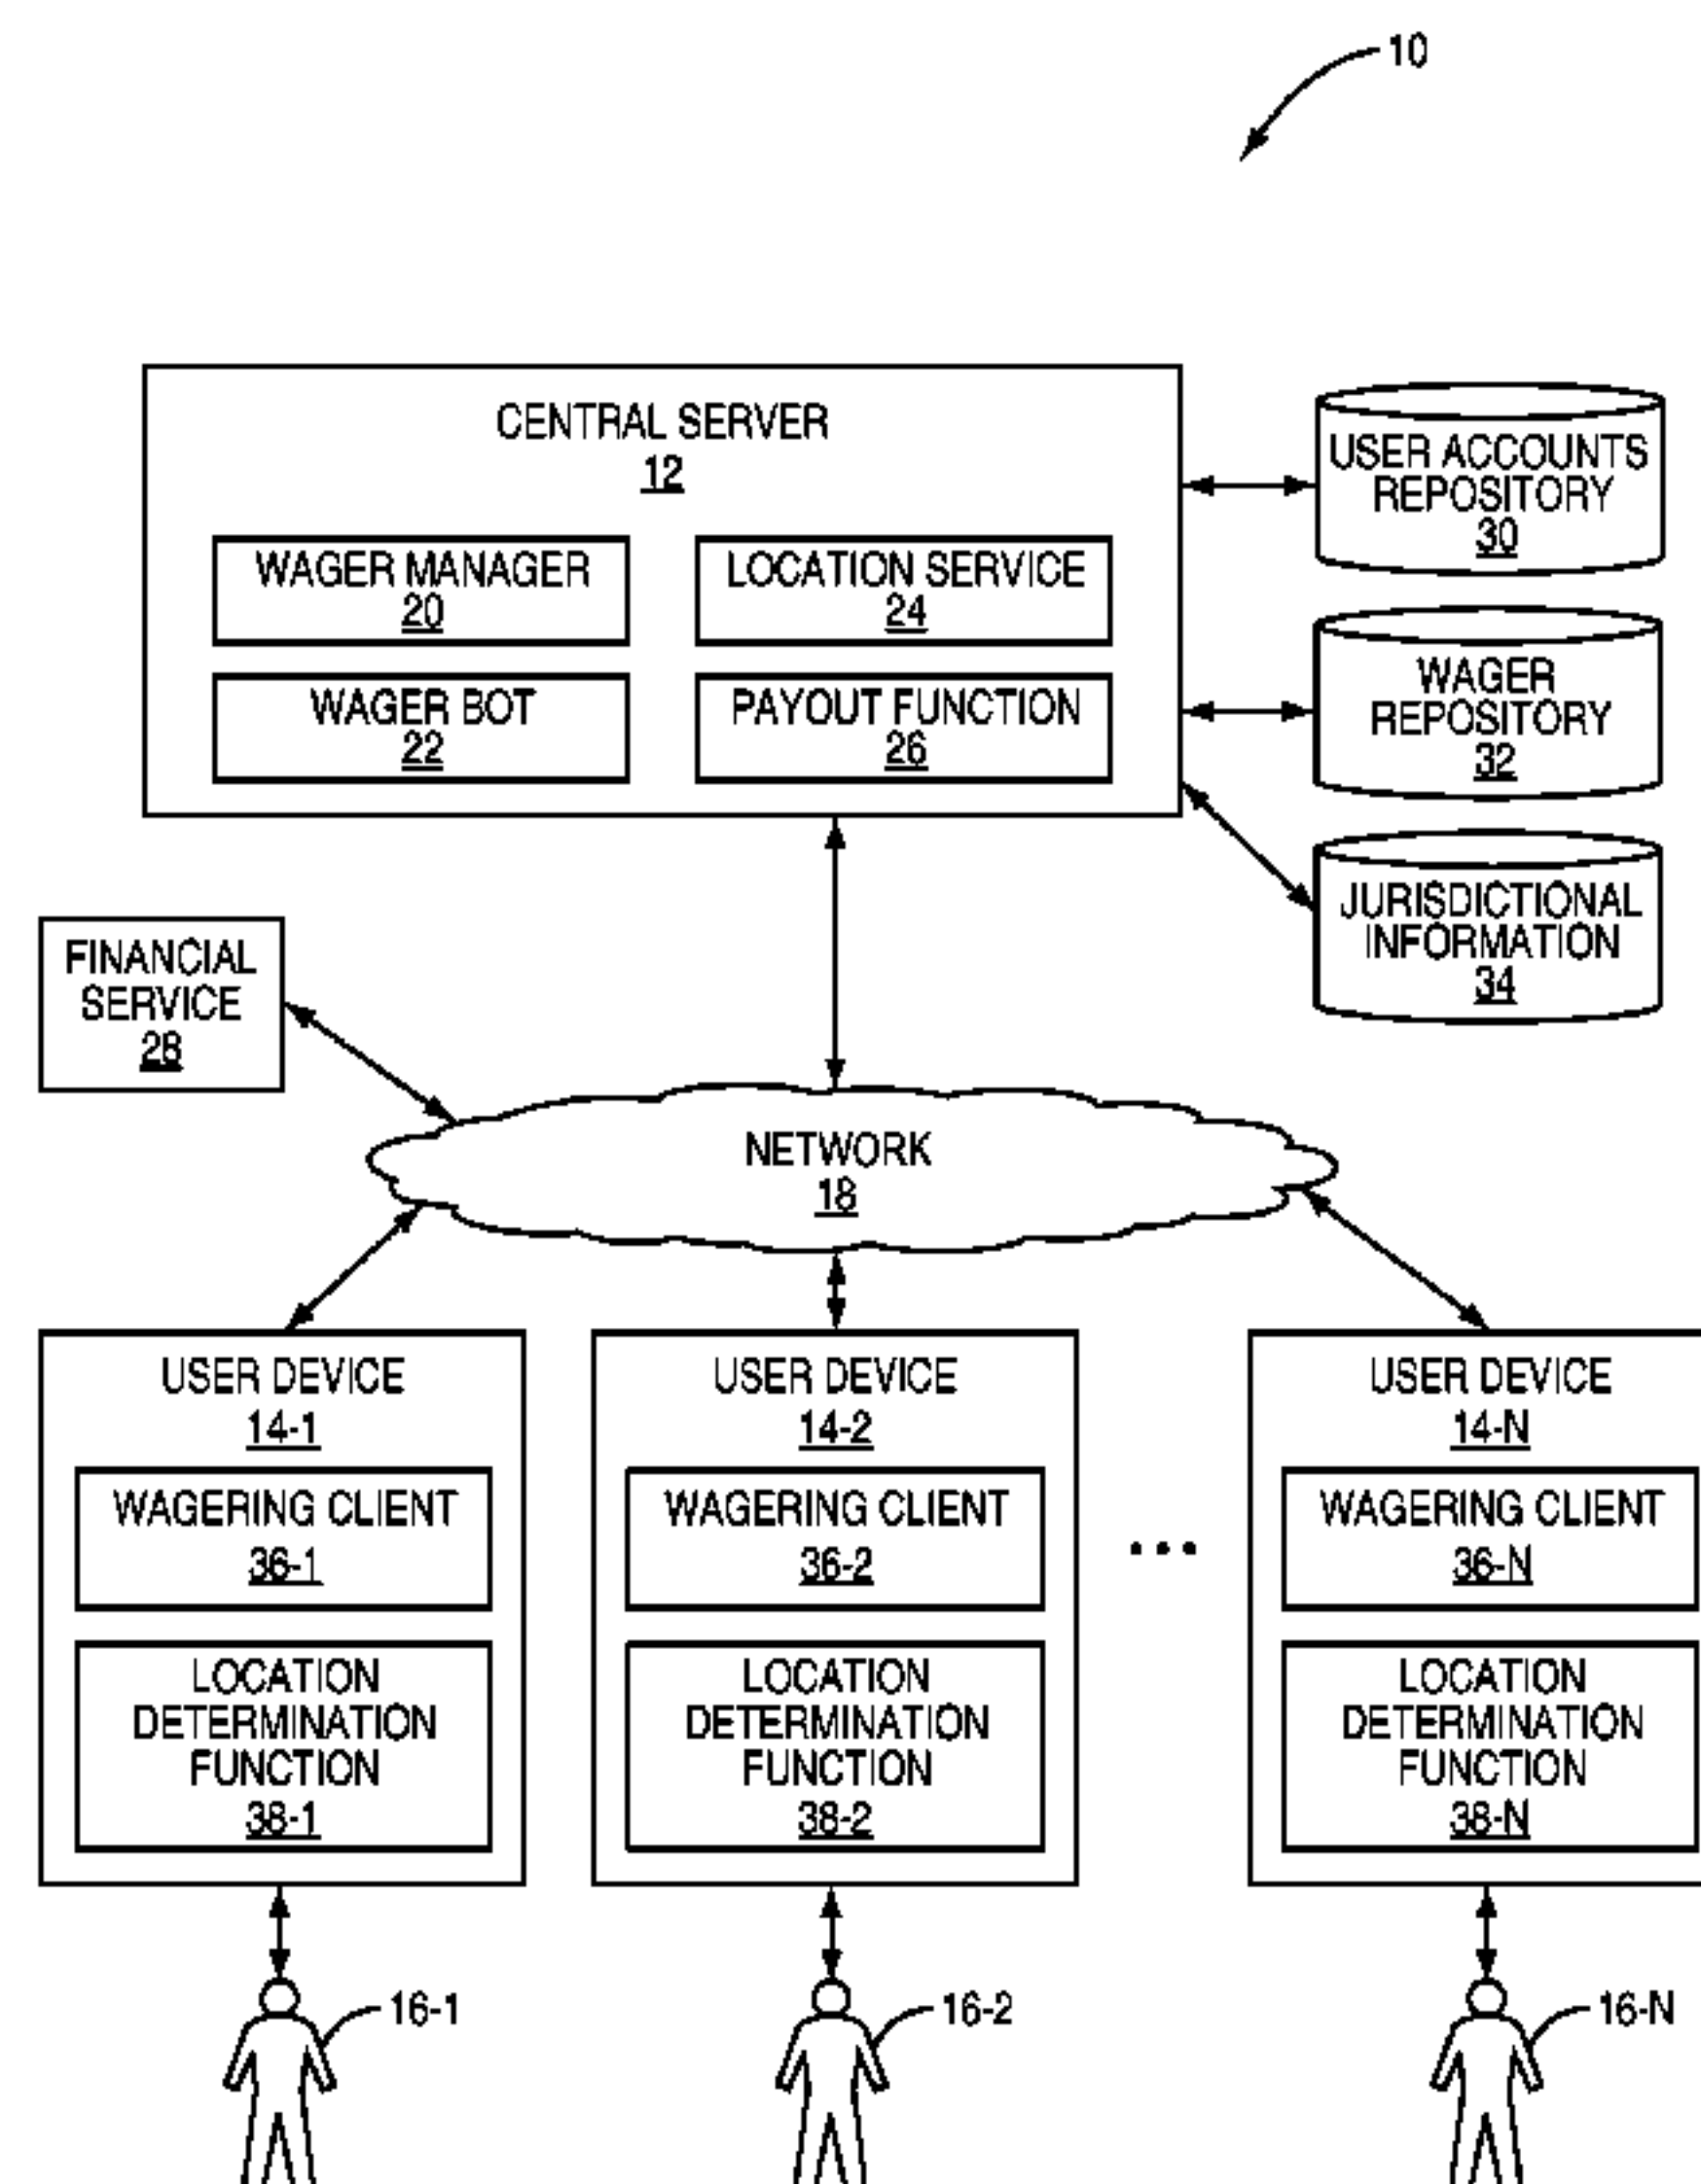 10
CENTRAL SERVER
12
WAGER MANAGER
20
LOCATION SERVICE
24
WAGER BOT
22
PAYOUT FUNCTION
26
USER ACCOUNTS
REPOSITORY
30
WAGER
REPOSITORY
32
JURISDICTIONAL
INFORMATION
34
FINANCIAL
SERVICE
28
NETWORK
18
USER DEVICE
14-1
WAGERING CLIENT
36-1
LOCATION
DETERMINATION
FUNCTION
38-1
USER DEVICE
14-2
WAGERING CLIENT
36-2
LOCATION
DETERMINATION
FUNCTION
38-2
...
USER DEVICE
14-N
WAGERING CLIENT
36-N
LOCATION
DETERMINATION
FUNCTION
38-N
16-1
16-2
16-N